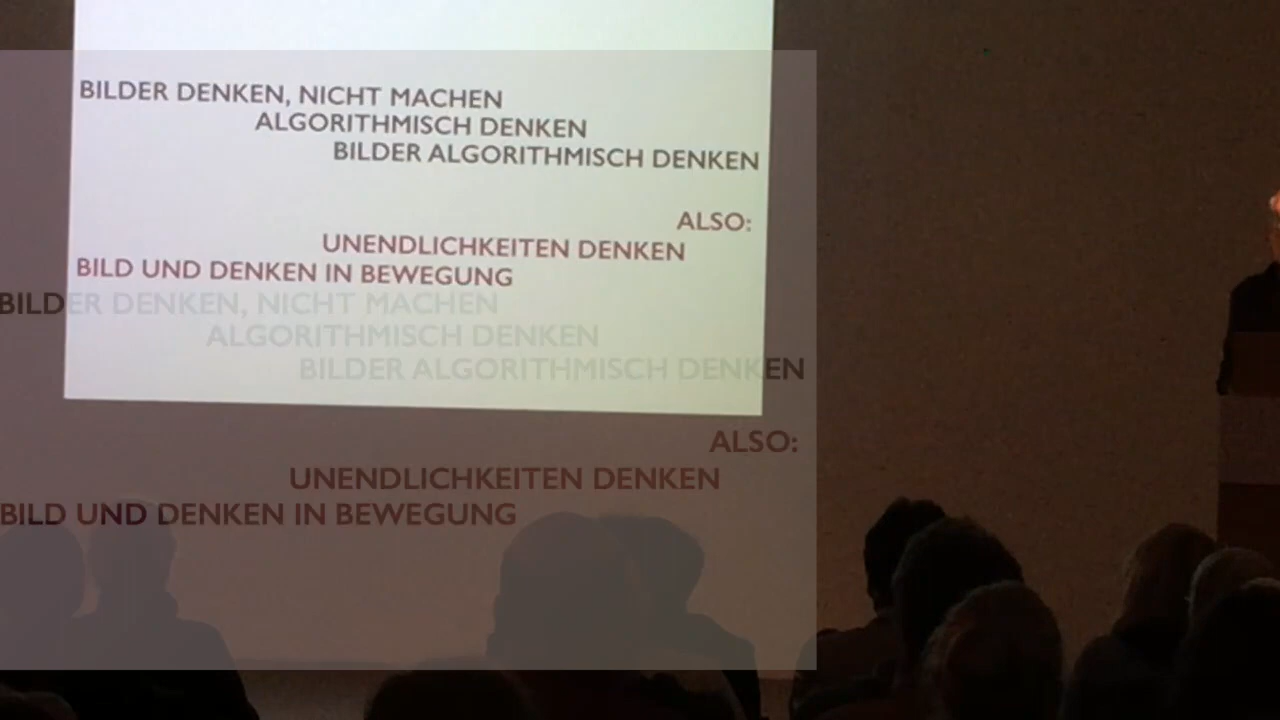 BILDER DENKEN, NICHT MACHEN
ALGORITHMISCH DENKEN
BILDER ALGORITHMISCH DENKEN
ALSO:
UNENDLICHKEITEN DENKEN
BILD UND DENKEN IN BEWEGUNG
BILDER DENKEN, NICHT MACHEN
ALGORITHMISCH DENKEN
BILDER ALGORITHMISCH DENKEN
ALSO:
UNENDLICHKEITEN DENKEN
BILD UND DENKEN IN BEWEGUNG